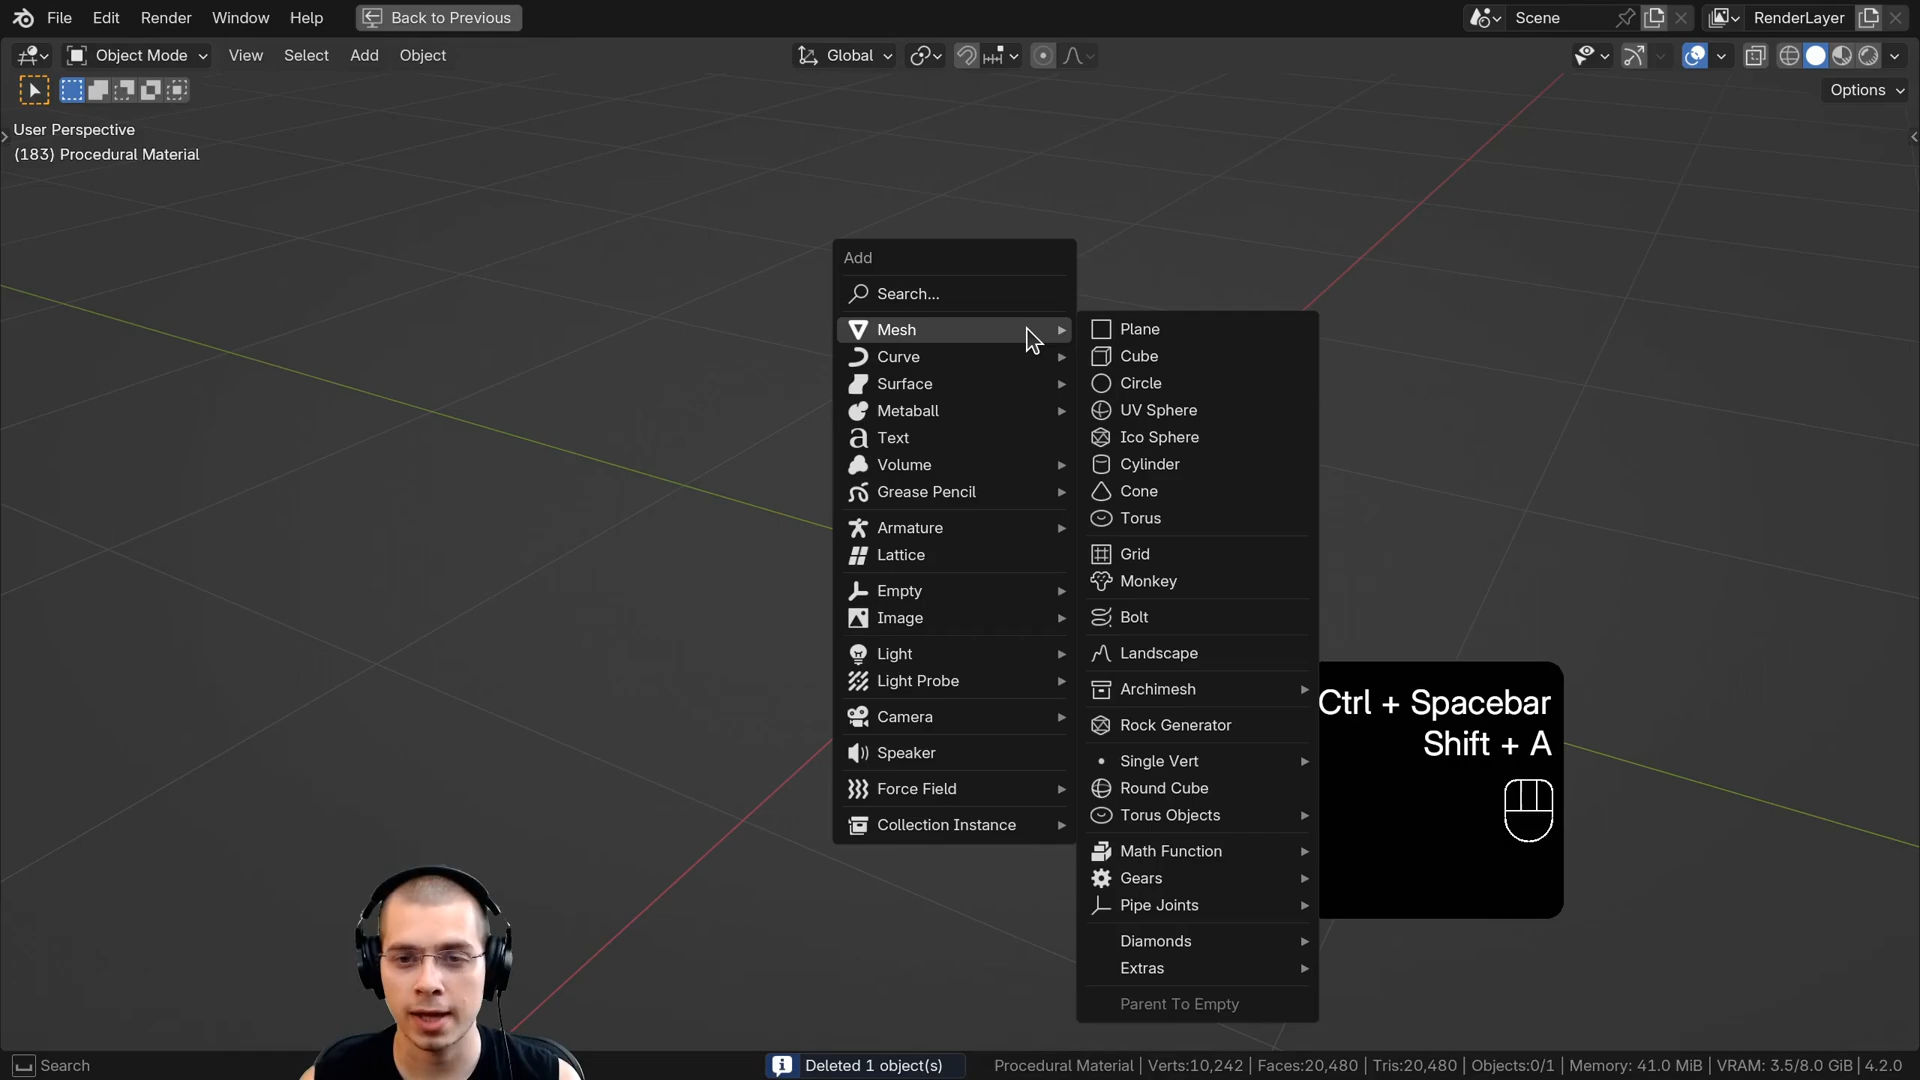 File Edit Render Window Help Back to Previous Scene RenderLayer
Object Mode View Select Add Object Global
Options
User Perspective
(183) Procedural Material
Add
Search...
Mesh
Curve
Surface
Metaball
Text
Volume
Grease Pencil
Armature
Lattice
Empty
Image
Light
Light Probe
Camera
Speaker
Force Field
Collection Instance
Plane
Cube
Circle
UV Sphere
Ico Sphere
Cylinder
Cone
Torus
Grid
Monkey
Bolt
Landscape
Archimesh
Rock Generator
Single Vert
Round Cube
Torus Objects
Math Function
Gears
Pipe Joints
Diamonds
Extras
Parent To Empty
Ctrl + Spacebar
Shift + A
Search Deleted 1 object(s) Procedural Material | Verts:10,242 | Faces:20,480 | Tris:20,480 | Objects:0/1 | Memory: 41.0 MiB | VRAM: 3.5/8.0 GiB | 4.2.0